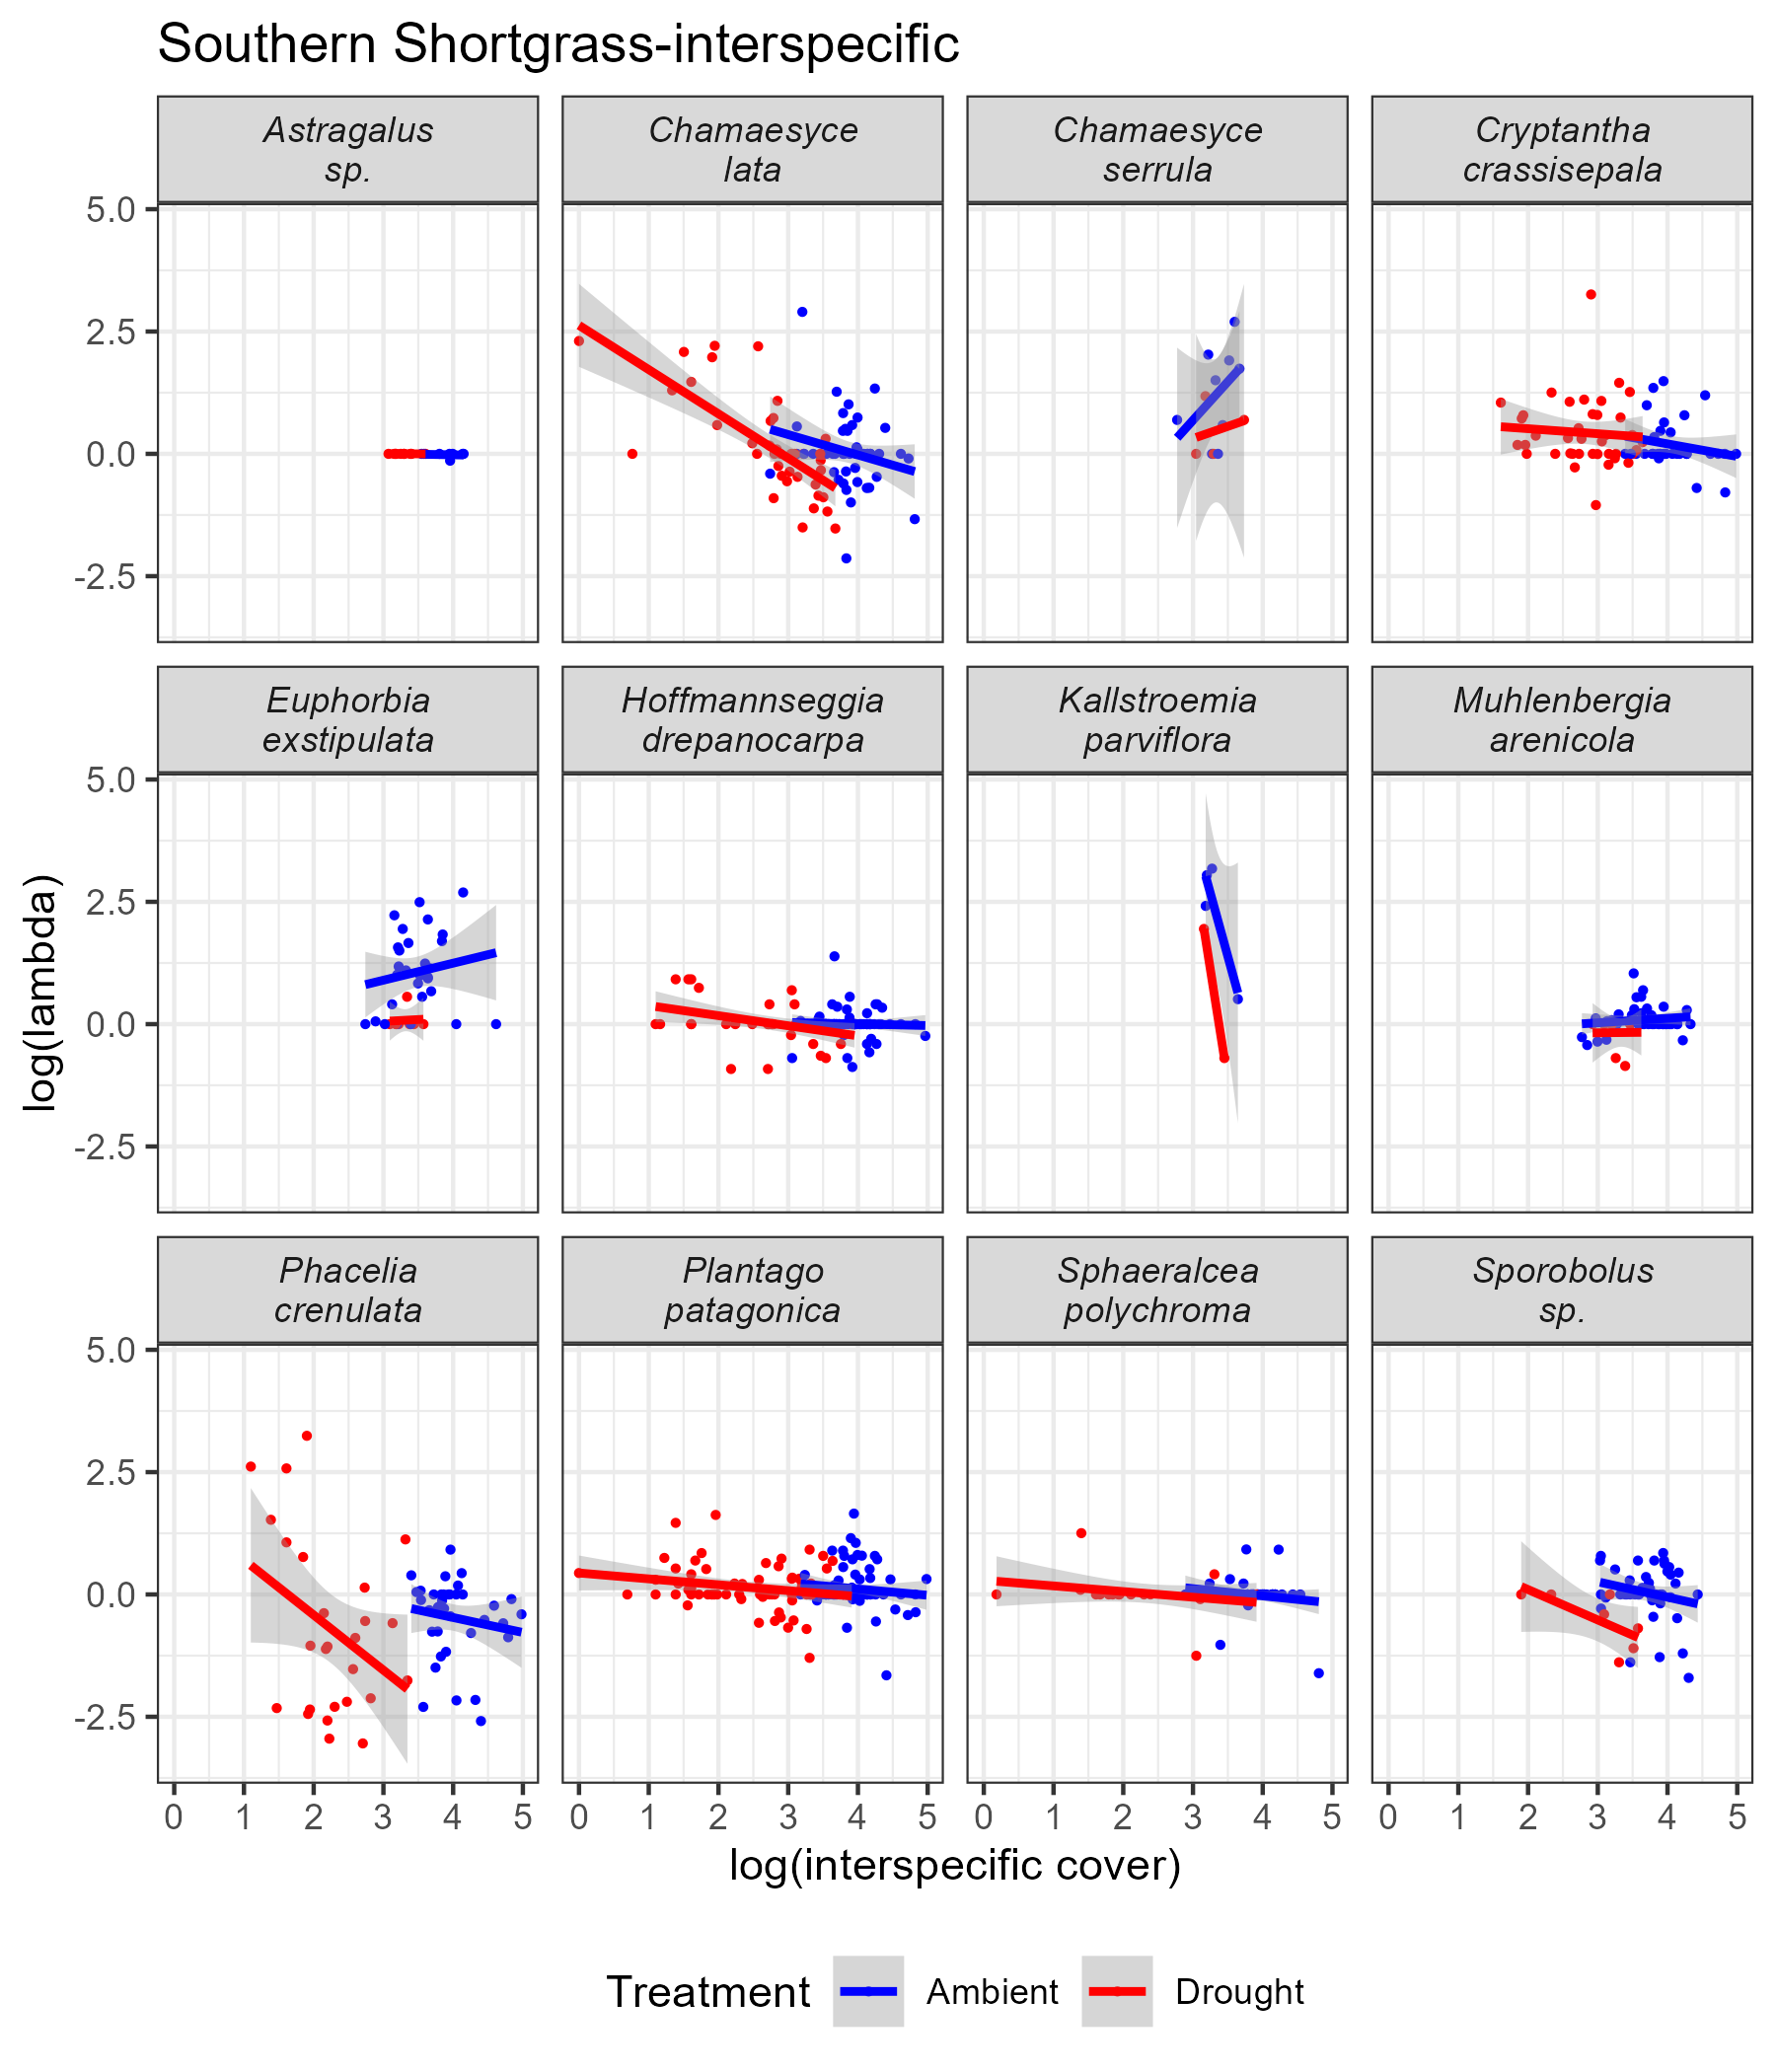 Southern Shortgrass-interspecific
Astragalus
sp.
Chamaesyce
lata
Chamaesyce
serrula
Cryptantha
crassisepala
5.0
2.5
0.0
-2.5
Euphorbia
exstipulata
Hoffmannseggia
drepanocarpa
Kallstroemia
parviflora
Muhlenbergia
arenicola
5.0
2.5
0.0
-2.5
log(lambda)
Phacelia
crenulata
Plantago
patagonica
Sphaeralcea
polychroma
Sporobolus
sp.
5.0
2.5
0.0
-2.5
0 1 2 3 4 5 0 1 2 3 4 5 0 1 2 3 4 5 0 1 2 3 4 5
log(interspecific cover)
Treatment Ambient Drought